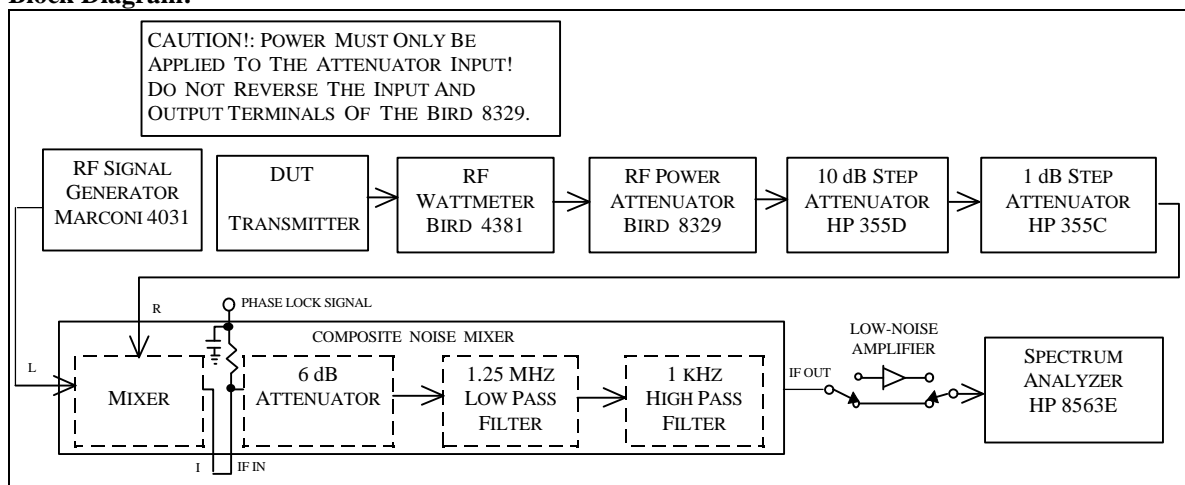 Block Diagram:
CAUTION!: POWER MUST ONLY BE
APPLIED TO THE ATTENUATOR INPUT!
DO NOT REVERSE THE INPUT AND
OUTPUT TERMINALS OF THE BIRD 8329.
RF SIGNAL
GENERATOR
MARCONI 4031
DUT
TRANSMITTER
RF
WATTMETER
BIRD 4381
RF POWER
ATTENUATOR
BIRD 8329
10 dB STEP
ATTENUATOR
HP 355D
1 dB STEP
ATTENUATOR
HP 355C
R
PHASE LOCK SIGNAL
COMPOSITE NOISE MIXER
L
MIXER
6 dB
ATTENUATOR
1.25 MHZ
LOW PASS
FILTER
1 KHZ
HIGH PASS
FILTER
I
IF IN
IF OUT
LOW-NOISE
AMPLIFIER
SPECTRUM
ANALYZER
HP 8563E